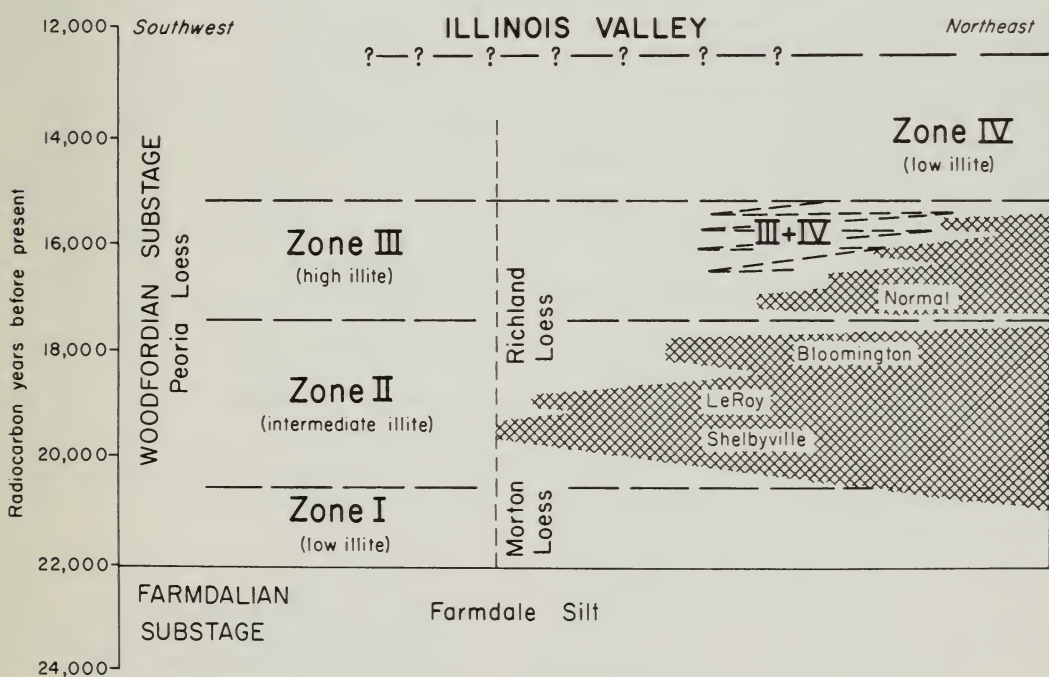 ILLINOIS VALLEY
Southwest
Northeast
? ? ? ? ? ? ?
Radiocarbon years before present
12,000
14,000
16,000
18,000
20,000
22,000
24,000
WOODFORDIAN SUBSTAGE
Peoria Loess
Zone IV
(low illite)
Zone III
(high illite)
III+IV
Normal
Richland
Loess
Bloomington
Zone II
(intermediate illite)
LeRoy
Shelbyville
Zone I
(low illite)
Morton
Loess
FARMDALIAN
SUBSTAGE
Farmdale Silt